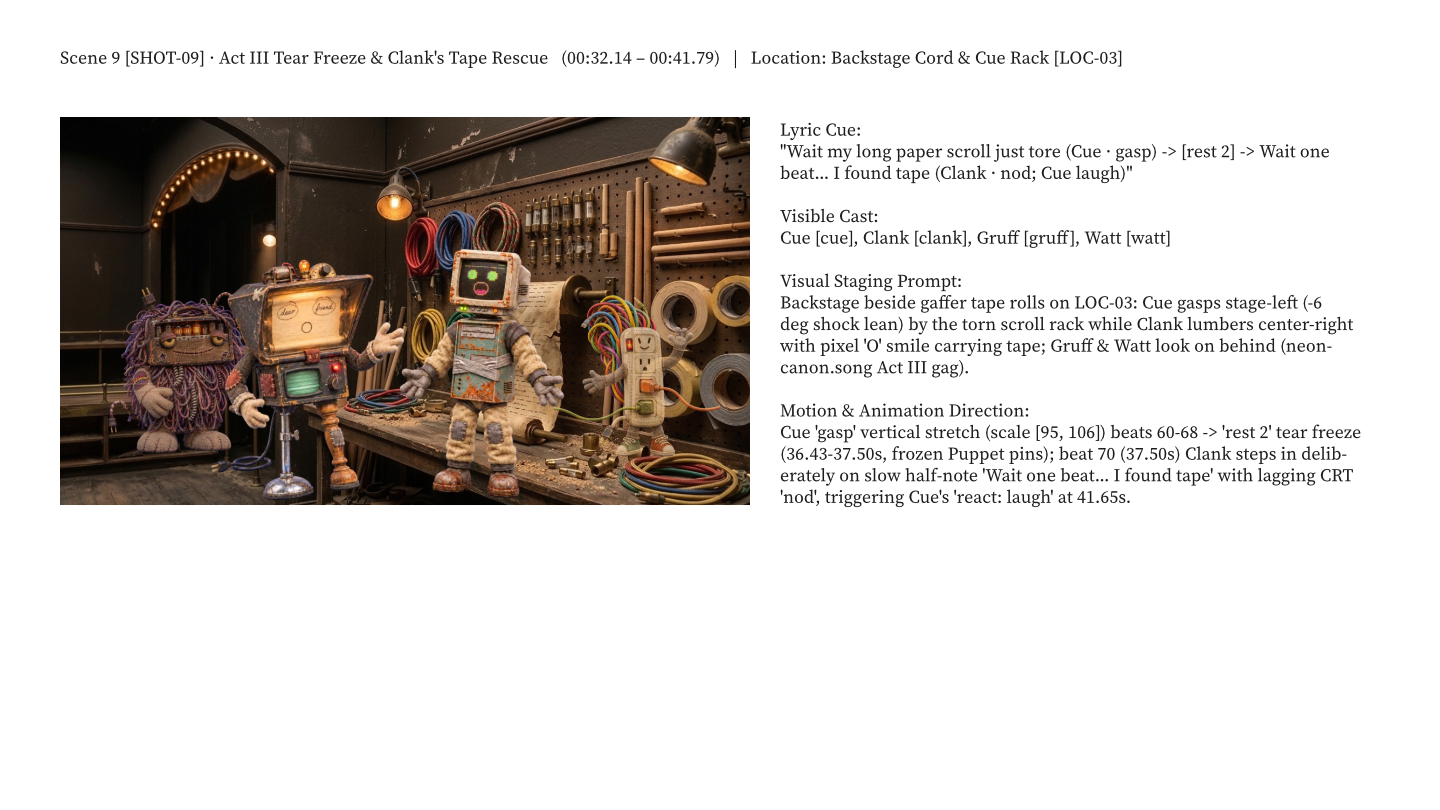 Scene 9 [SHOT-09] · Act III Tear Freeze & Clank's Tape Rescue (00:32.14 – 00:41.79) | Location: Backstage Cord & Cue Rack [LOC-03]
dear
friend
Lyric Cue:
"Wait my long paper scroll just tore (Cue · gasp) -> [rest 2] -> Wait one
beat... I found tape (Clank · nod; Cue laugh)"
Visible Cast:
Cue [cue], Clank [clank], Gruff [gruff], Watt [watt]
Visual Staging Prompt:
Backstage beside gaffer tape rolls on LOC-03: Cue gasps stage-left (-6
deg shock lean) by the torn scroll rack while Clank lumbers center-right
with pixel 'O' smile carrying tape; Gruff & Watt look on behind (neon-
canon.song Act III gag).
Motion & Animation Direction:
Cue 'gasp' vertical stretch (scale [95, 106]) beats 60-68 -> 'rest 2' tear freeze
(36.43-37.50s, frozen Puppet pins); beat 70 (37.50s) Clank steps in delib-
erately on slow half-note 'Wait one beat... I found tape' with lagging CRT
'nod', triggering Cue's 'react: laugh' at 41.65s.